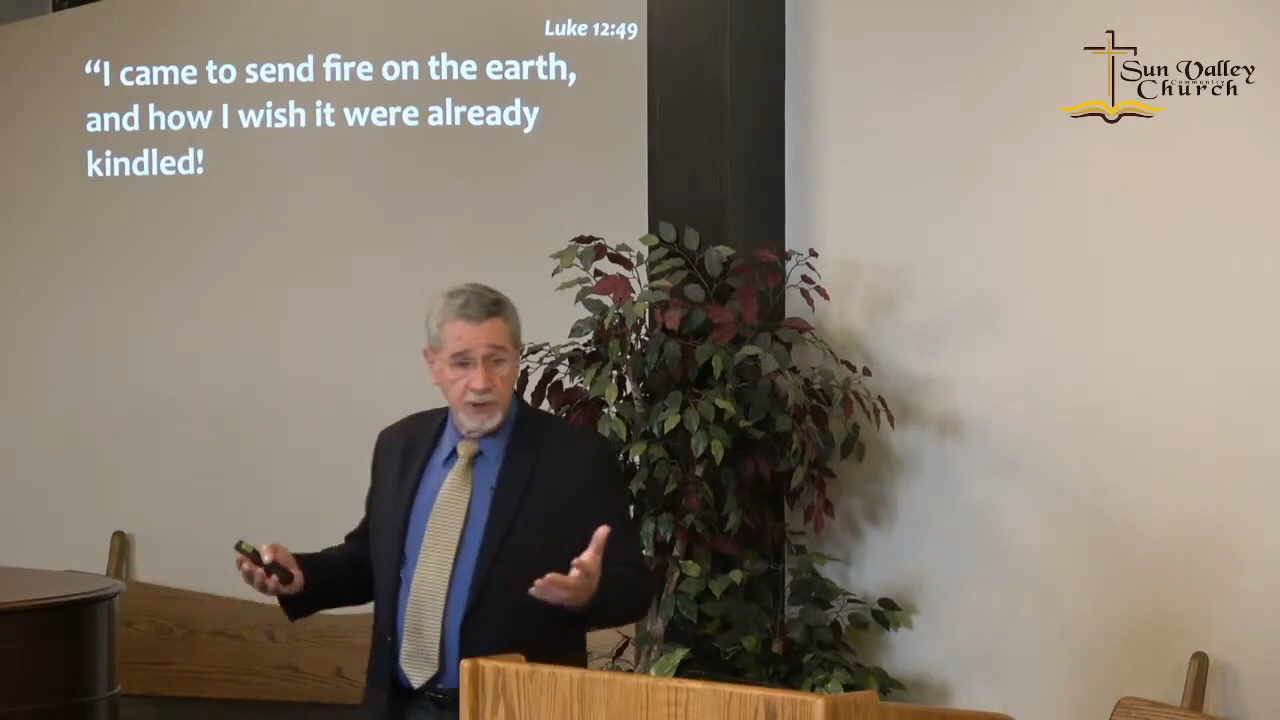 Luke 12:49
“I came to send fire on the earth,
and how I wish it were already
kindled!
Sun Valley
Community
Church